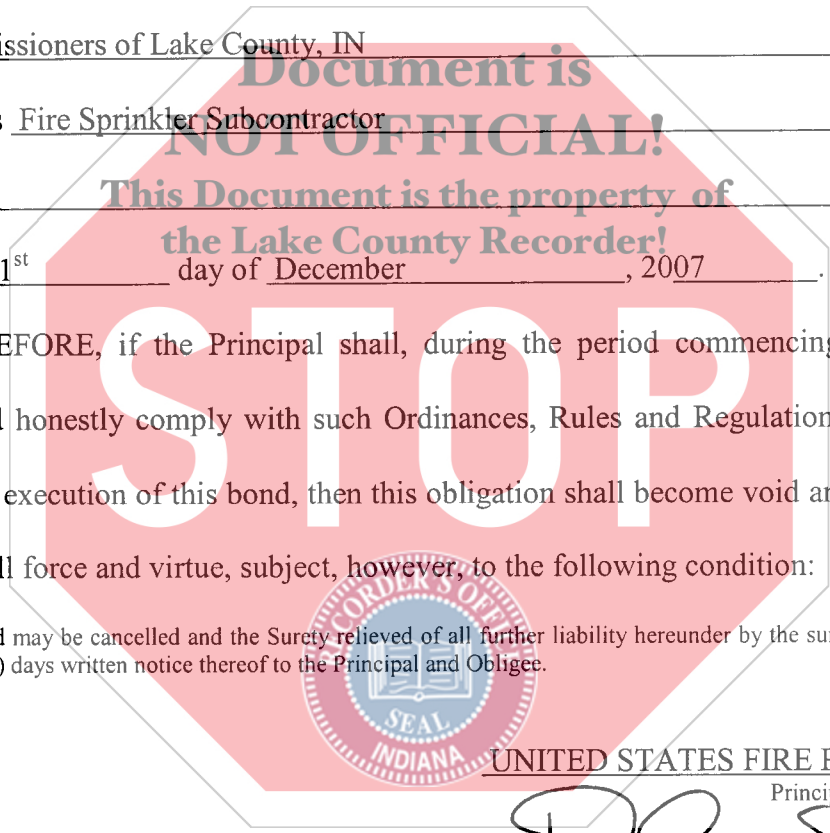 issioners of Lake County, IN
Document is
s Fire Sprinkler Subcontractor
NOT OFFICIAL!
This Document is the property of
the Lake County Recorder!
1st day of December , 2007 .
STOP
EFORE, if the Principal shall, during the period commencing
d honestly comply with such Ordinances, Rules and Regulation
execution of this bond, then this obligation shall become void an
ll force and virtue, subject, however, to the following condition:
d may be cancelled and the Surety relieved of all further liability hereunder by the su
) days written notice thereof to the Principal and Obligee.
RECORDER'S OFFICE
SEAL
INDIANA
UNITED STATES FIRE P
Princi